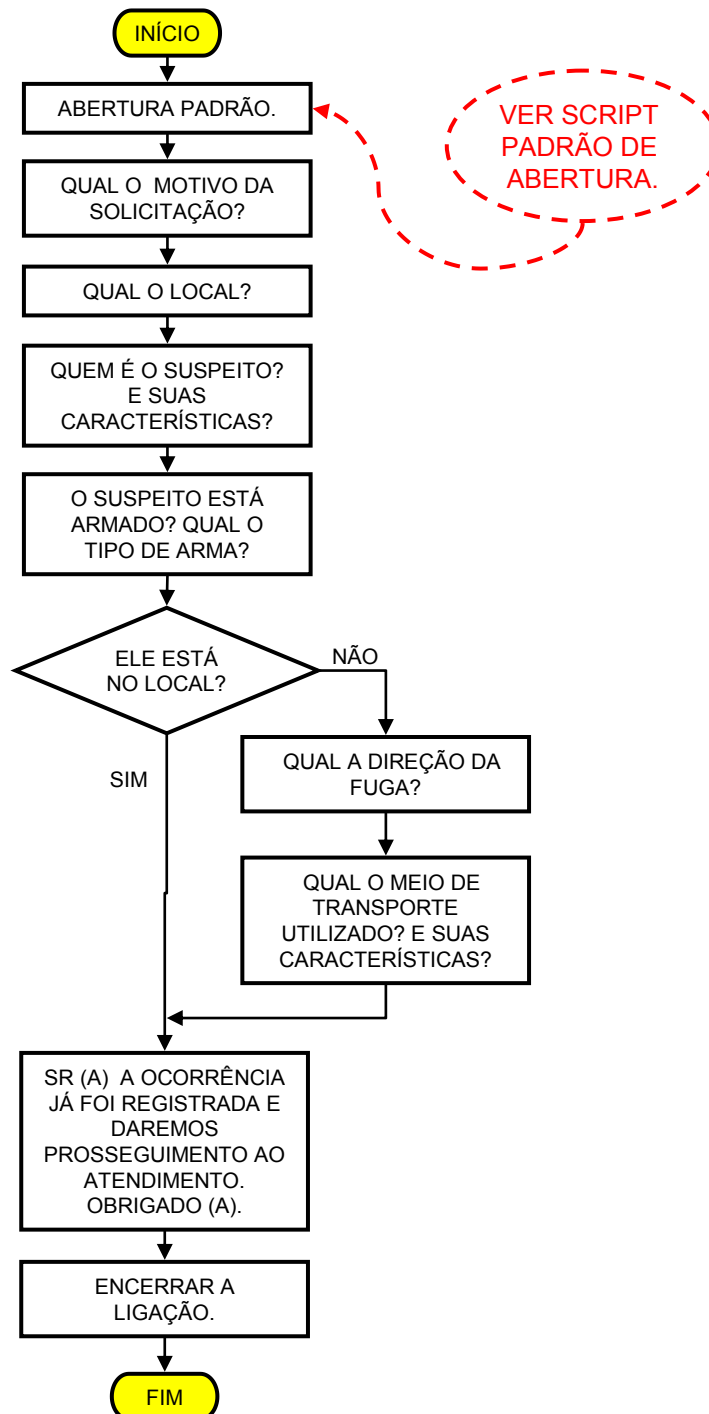 INÍCIO
ABERTURA PADRÃO.
VER SCRIPT
PADRÃO DE
ABERTURA.
QUAL O MOTIVO DA
SOLICITAÇÃO?
QUAL O LOCAL?
QUEM É O SUSPEITO?
E SUAS
CARACTERÍSTICAS?
O SUSPEITO ESTÁ
ARMADO? QUAL O
TIPO DE ARMA?
ELE ESTÁ
NO LOCAL?
NÃO
SIM
QUAL A DIREÇÃO DA
FUGA?
QUAL O MEIO DE
TRANSPORTE
UTILIZADO? E SUAS
CARACTERÍSTICAS?
SR (A) A OCORRÊNCIA
JÁ FOI REGISTRADA E
DAREMOS
PROSSEGUIMENTO AO
ATENDIMENTO.
OBRIGADO (A).
ENCERRAR A
LIGAÇÃO.
FIM